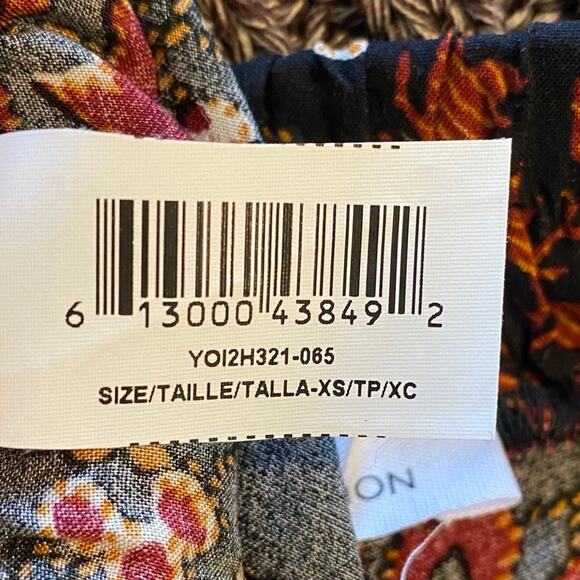 6 13000 43849 2
YOI2H321-065
SIZE/TAILLE/TALLA-XS/TP/XC
ON